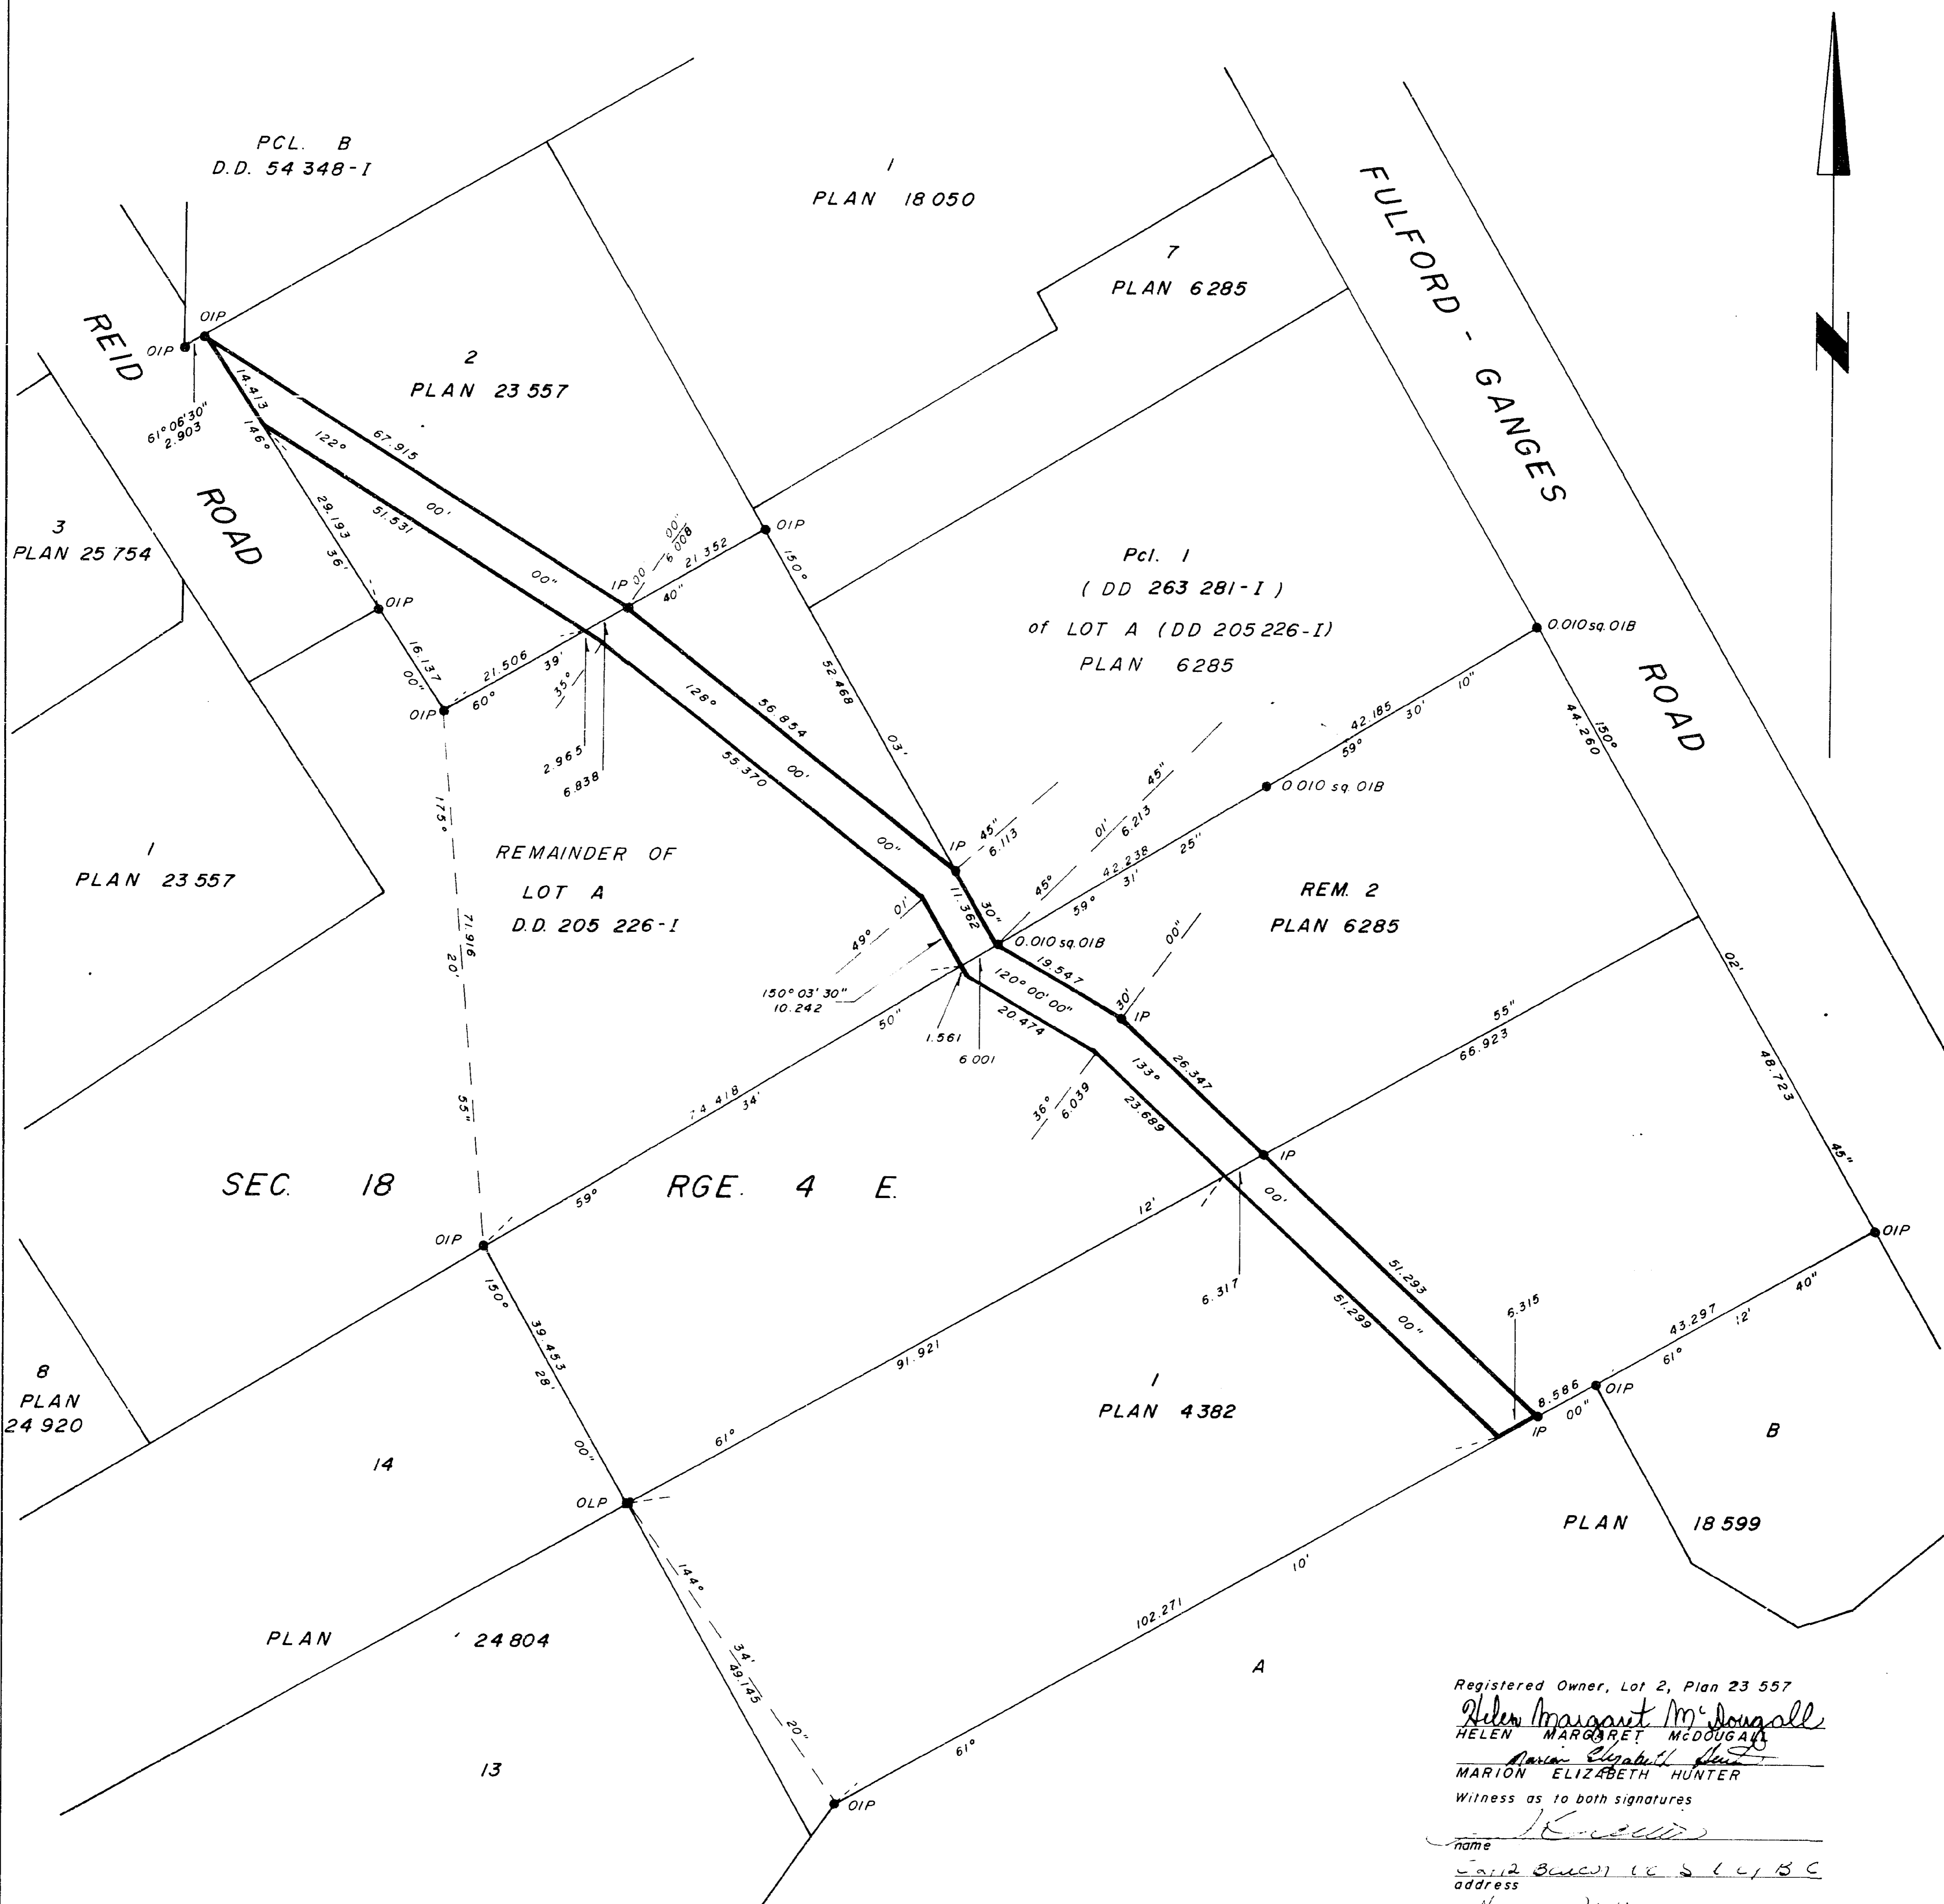 PCL. B
D.D. 54 348-I
1
PLAN 18 050
7
PLAN 6 285
FULFORD - GANGES ROAD
N
REID ROAD
OIP
OIP
61° 06' 30"
2.903
14.413
146°
29.193
36'
16.137
00"
2
PLAN 23 557
67.915
122°
00'
00"
51.531
3
PLAN 25 754
OIP
OIP
IP
OIP
00"
6.008
00
21.352
40"
21.506
39'
60°
35°
2.965
6.838
150°
52.468
03'
30"
Pcl. 1
( DD 263 281-I )
of LOT A ( DD 205 226-I)
PLAN 6285
0.010 sq. OIB
10"
42.185
30'
59°
0.010 sq. OIB
150°
44.260
02'
48.723
45"
128°
56.854
55.370
00'
00"
175°
71.916
20'
55"
1
PLAN 23 557
REMAINDER OF
LOT A
D.D. 205 226-I
IP
45"
6.113
11.362
45"
01'
6.213
45°
42.238
31'
59°
25"
REM. 2
PLAN 6285
49°
01'
150° 03' 30"
10.242
0.010 sq. OIB
19.547
120° 00' 00"
20.474
00"
30'
IP
1.561
6.001
50"
74.418
34'
59°
36°
6.039
133°
26.347
23.689
55"
66.923
SEC. 18 RGE. 4 E.
OIP
12'
IP
00'
6.317
51.293
51.299
00"
6.315
OIP
40"
43.297
12'
61°
8.586
00"
OIP
IP
150°
39.453
28'
00"
91.921
61°
8
PLAN
24 920
1
PLAN 4382
B
14
OLP
PLAN 18 599
144°
34'
49.145
20"
10'
102.271
61°
PLAN 24 804
A
13
OIP
Registered Owner, Lot 2, Plan 23 557
Helen Margaret McDougall
HELEN MARGARET McDOUGALL
Marion Elizabeth
MARION ELIZABETH HUNTER
Witness as to both signatures
name
B C
address